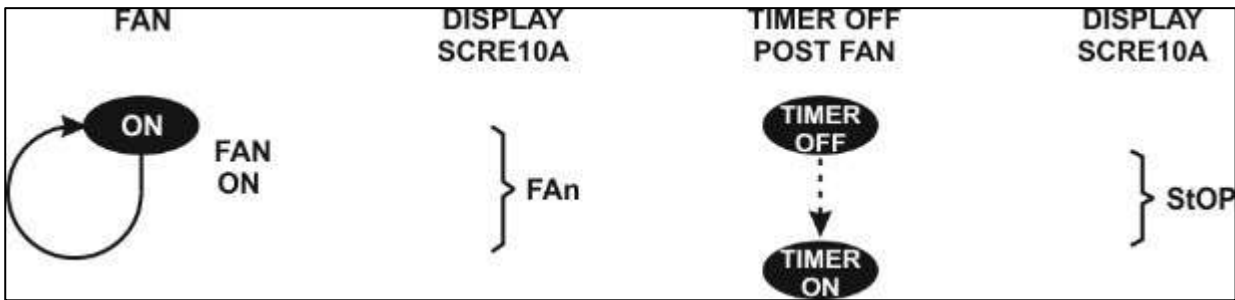 FAN
DISPLAY
SCRE10A
TIMER OFF
POST FAN
DISPLAY
SCRE10A
ON
FAN
ON
FAn
TIMER
OFF
StOP
TIMER
ON